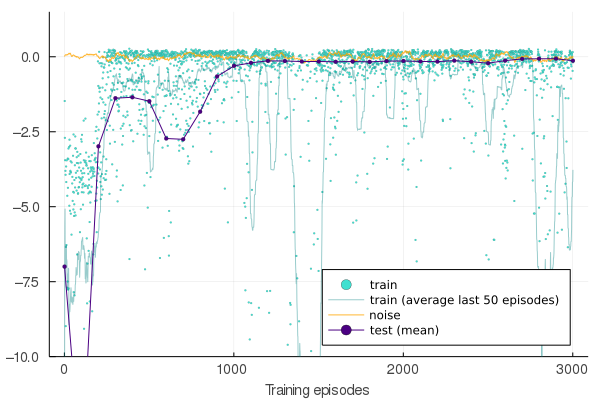 0.0
−2.5
−5.0
−7.5
−10.0
train
train (average last 50 episodes)
noise
test (mean)
0 1000 2000 3000
Training episodes